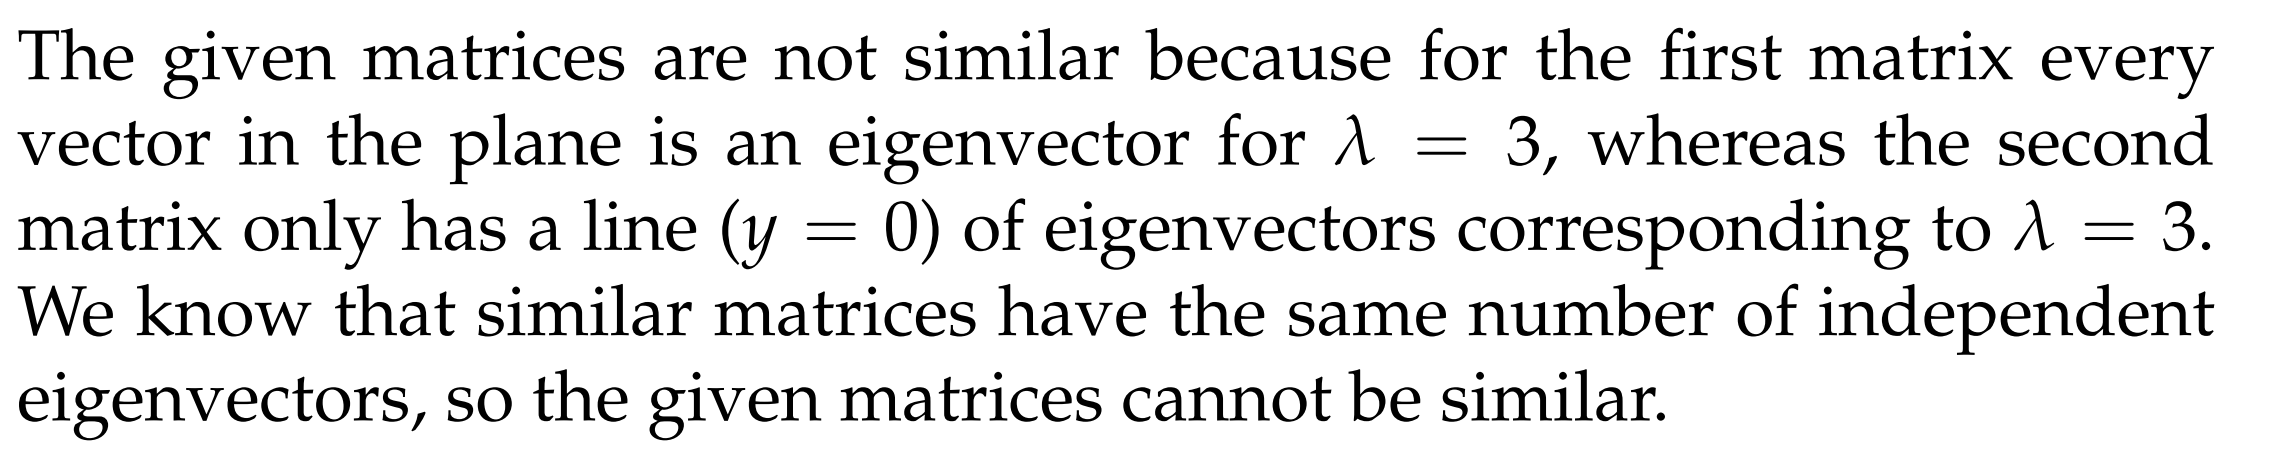 The given matrices are not similar because for the first matrix every
vector in the plane is an eigenvector for λ = 3, whereas the second
matrix only has a line (y = 0) of eigenvectors corresponding to λ = 3.
We know that similar matrices have the same number of independent
eigenvectors, so the given matrices cannot be similar.